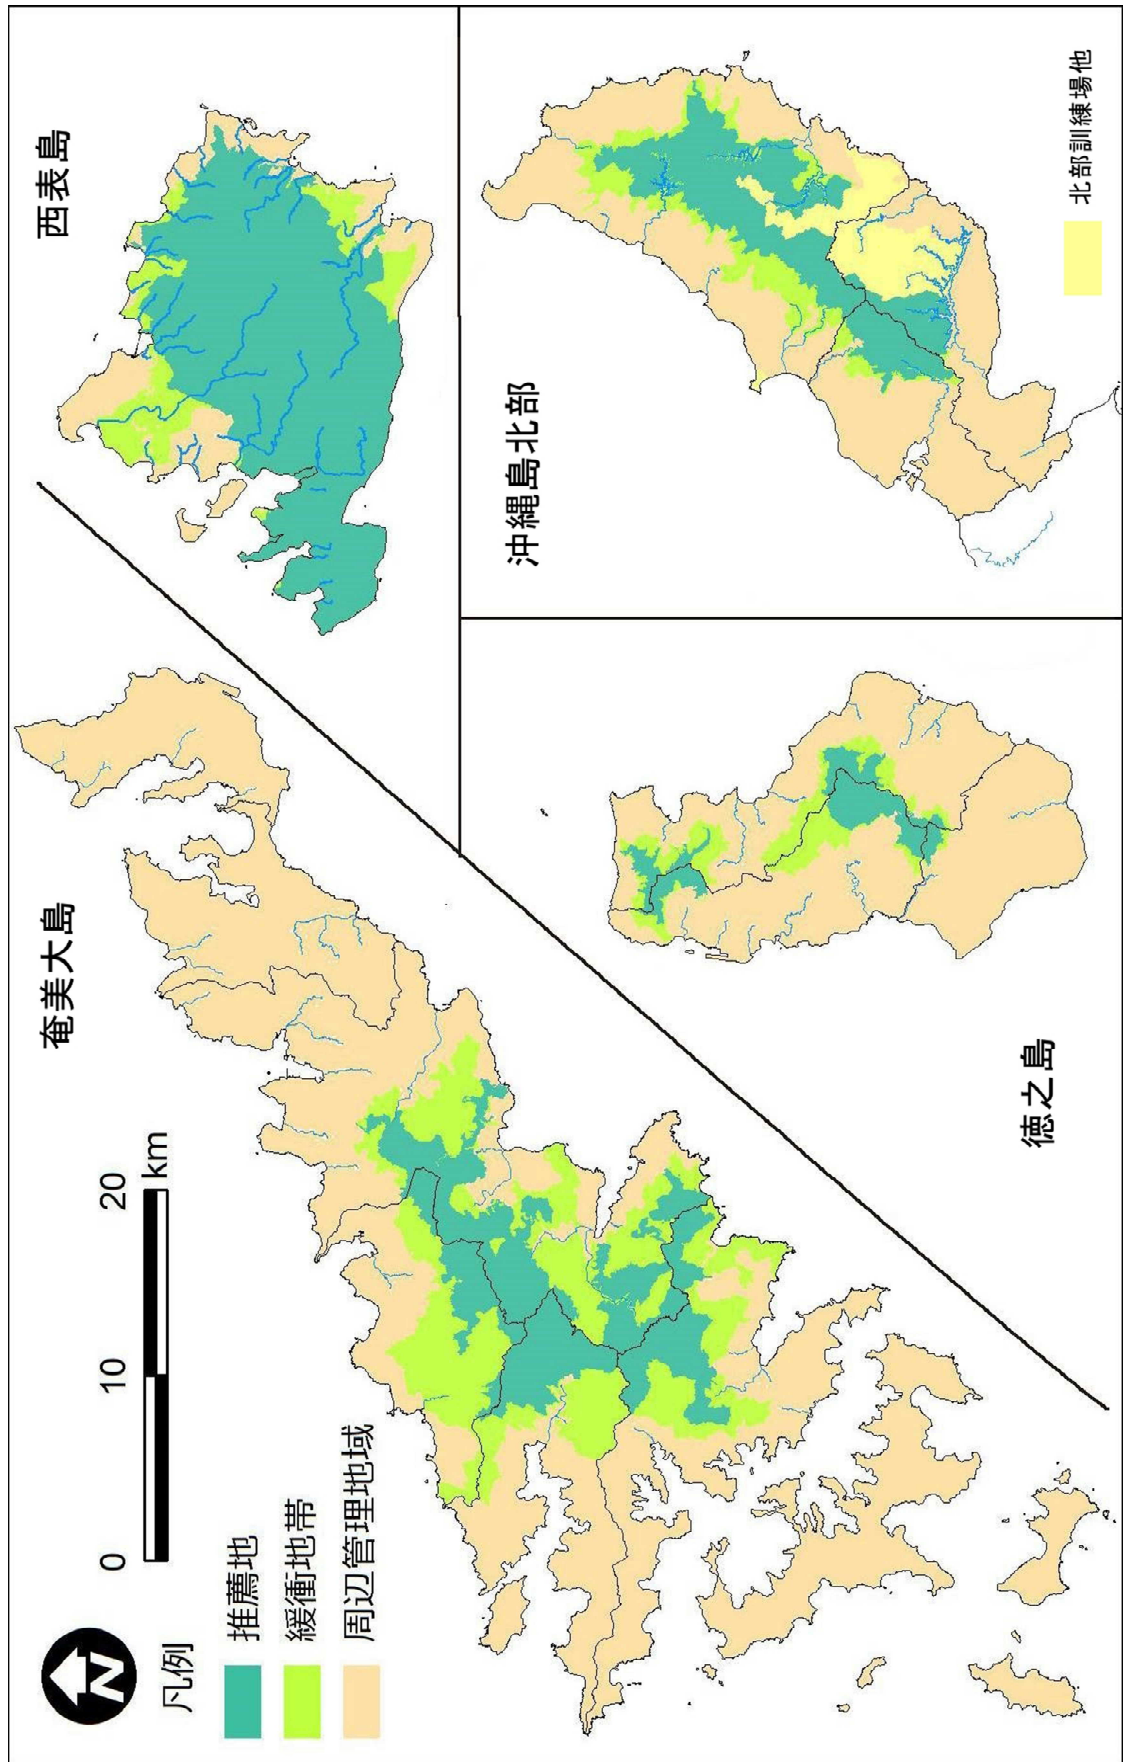 奄美大島
西表島
徳之島
沖縄島北部
N
凡例
推薦地
緩衝地帯
周辺管理地域
0 10 20
km
北部訓練場他